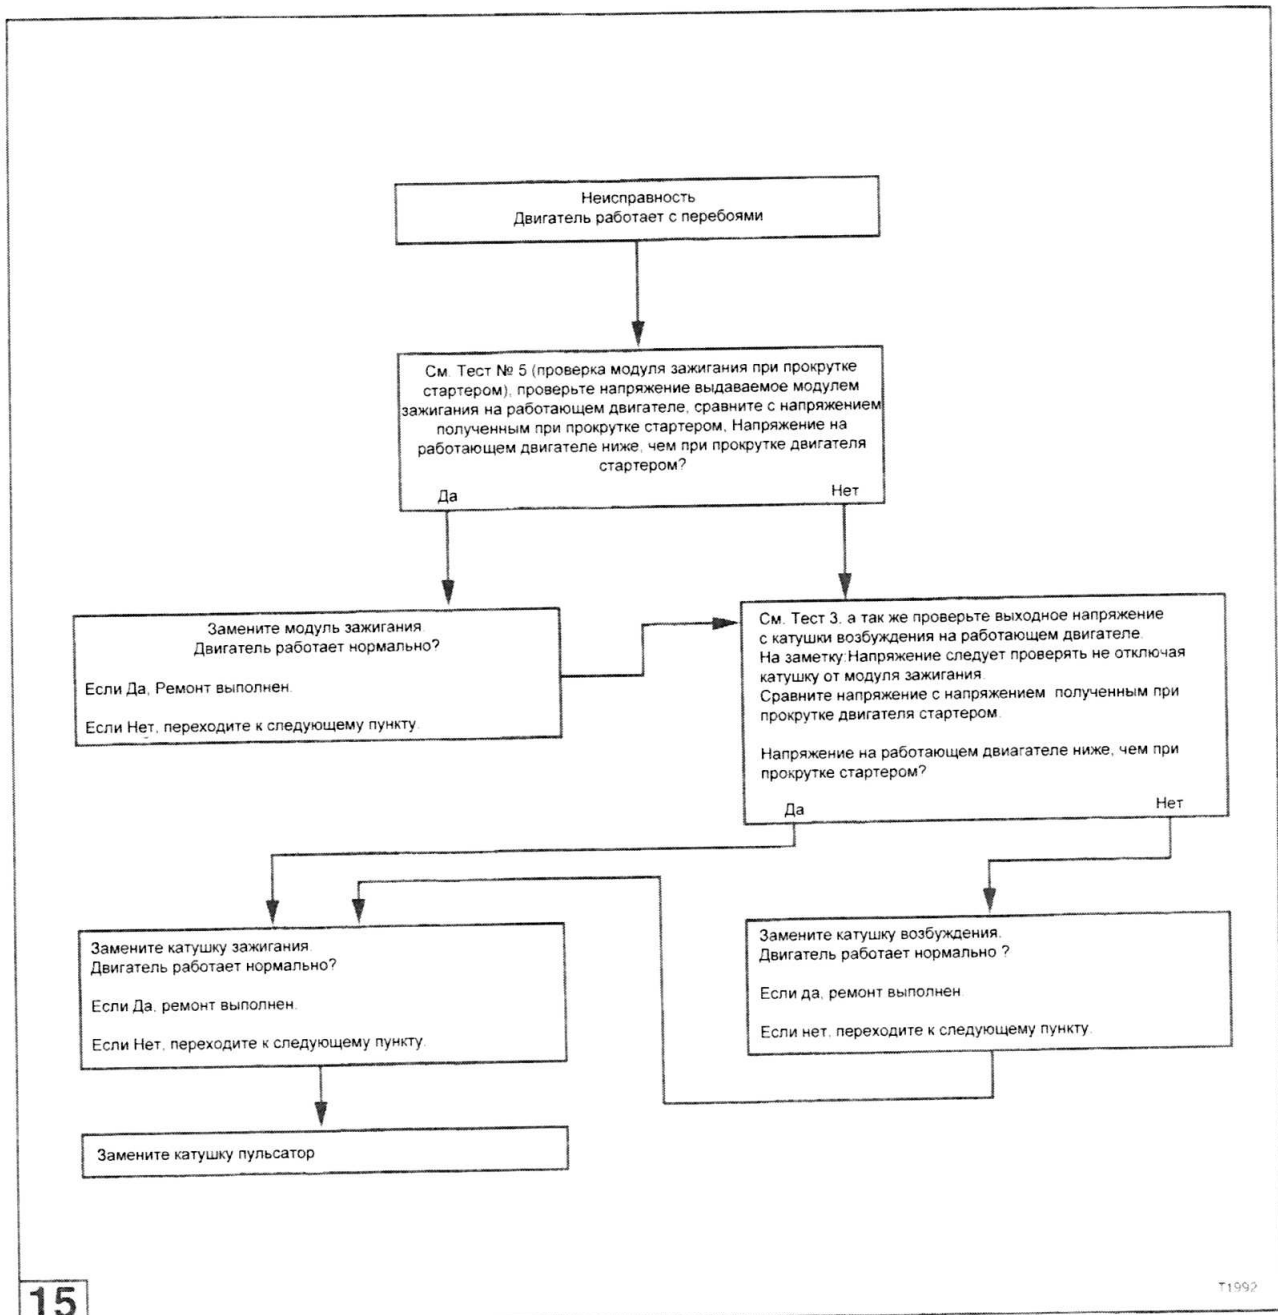 Неисправность
Двигатель работает с перебоями
См. Тест № 5 (проверка модуля зажигания при прокрутке
стартером), проверьте напряжение выдаваемое модулем
зажигания на работающем двигателе, сравните с напряжением
полученным при прокрутке стартером, Напряжение на
работающем двигателе ниже, чем при прокрутке двигателя
стартером?
Да
Нет
Замените модуль зажигания.
Двигатель работает нормально?
Если Да, Ремонт выполнен.
Если Нет, переходите к следующему пункту.
См. Тест 3, а так же проверьте выходное напряжение
с катушки возбуждения на работающем двигателе.
На заметку:Напряжение следует проверять не отключая
катушку от модуля зажигания.
Сравните напряжение с напряжением полученным при
прокрутке двигателя стартером.
Напряжение на работающем двиагателе ниже, чем при
прокрутке стартером?
Да
Нет
Замените катушку зажигания.
Двигатель работает нормально?
Если Да, ремонт выполнен.
Если Нет, переходите к следующему пункту.
Замените катушку возбуждения.
Двигатель работает нормально ?
Если да, ремонт выполнен.
Если нет, переходите к следующему пункту.
Замените катушку пульсатор
15
T1992